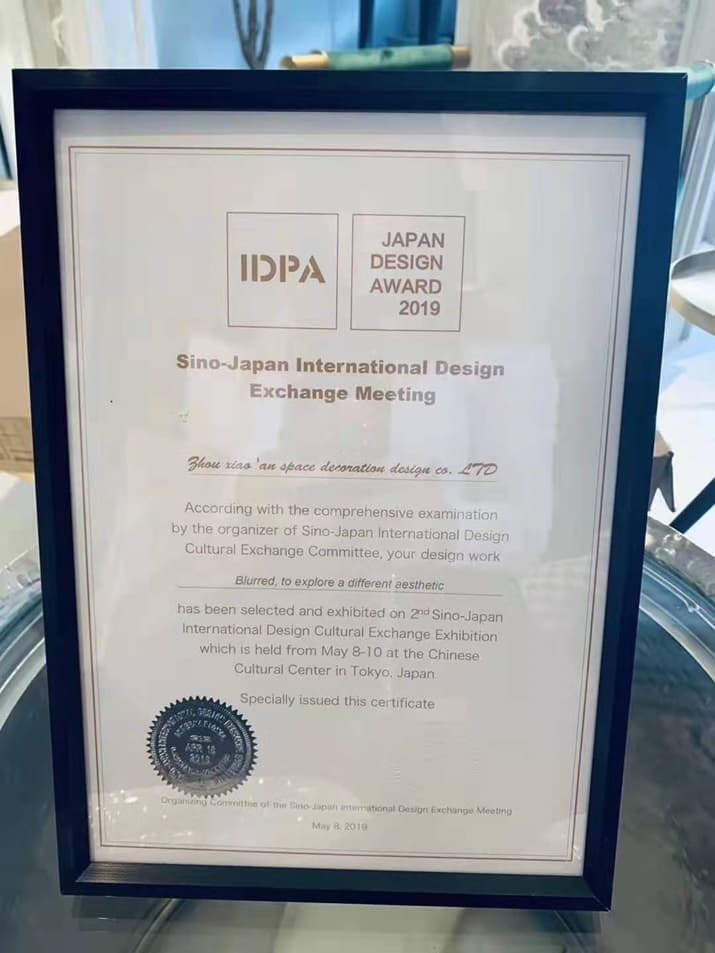 IDPA
JAPAN
DESIGN
AWARD
2019
Sino-Japan International Design
Exchange Meeting
Zhou xiao 'an space decoration design co. LTD
According with the comprehensive examination
by the organizer of Sino-Japan International Design
Cultural Exchange Committee, your design work
Blurred, to explore a different aesthetic
has been selected and exhibited on 2nd Sino-Japan
International Design Cultural Exchange Exhibition
which is held from May 8-10 at the Chinese
Cultural Center in Tokyo, Japan
Specially issued this certificate
APR 18
Organizing Committee of the Sino-Japan International Design Exchange Meeting
May 8, 2019